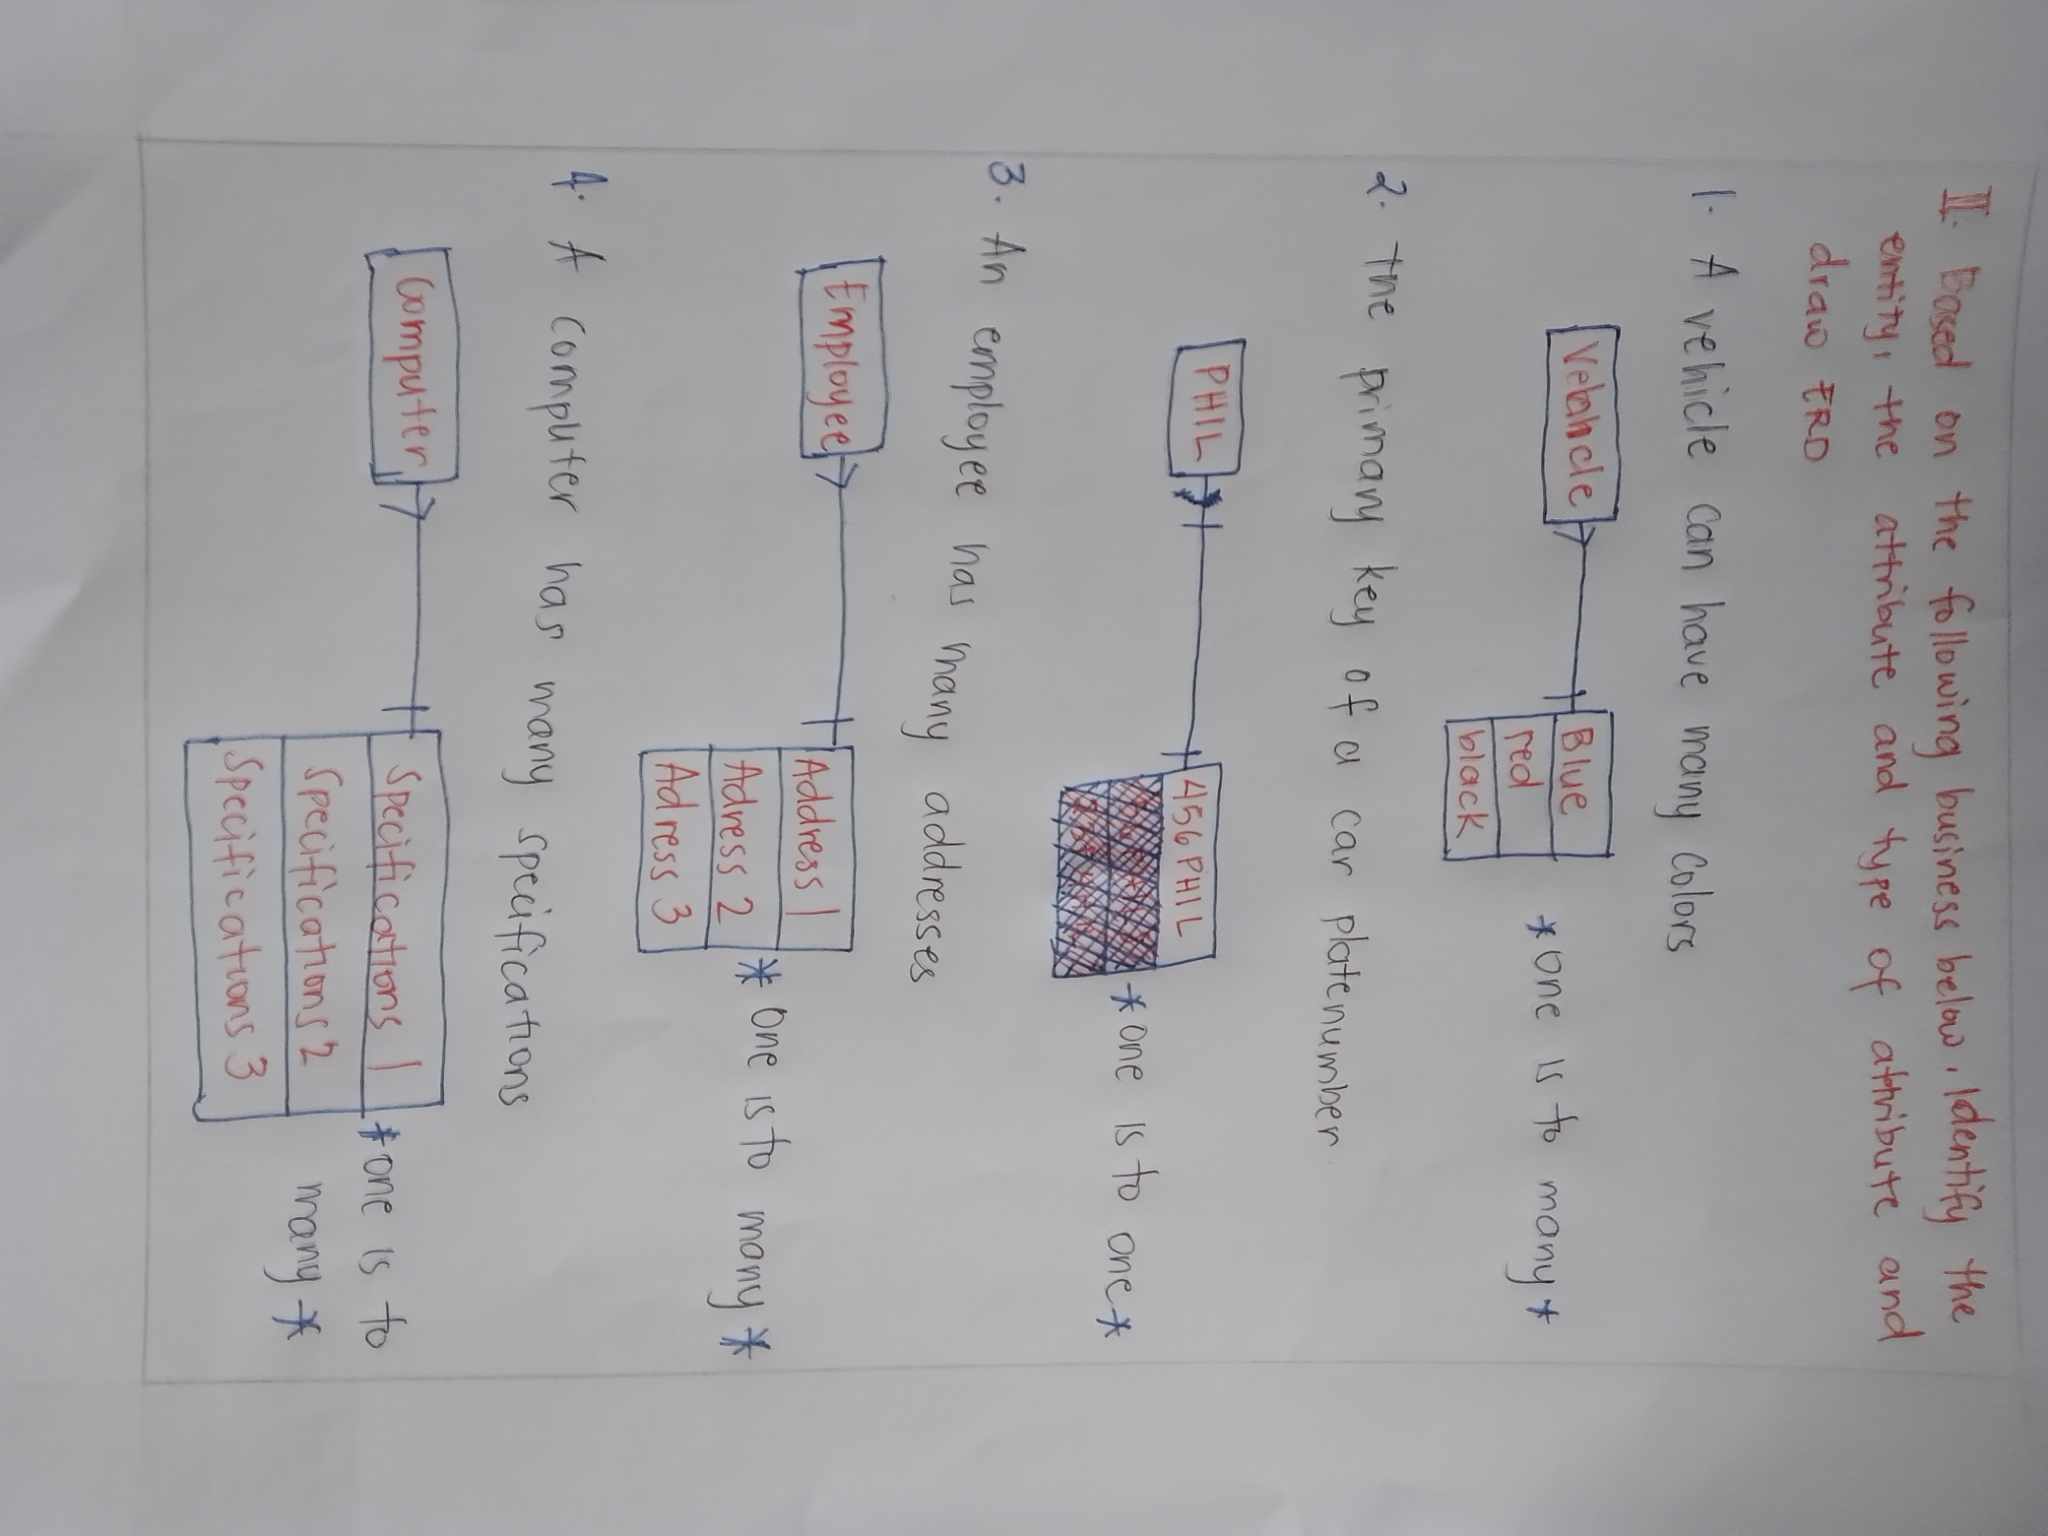 II. Based on the following business below, Identify the
entity, the attribute and type of attribute and
draw ERD
1. A vehicle can have many colors
Vehehcle
Blue
red
black
*one is to many*
2. the primary key of a car platenumber
PHIL
456PHIL
*one is to one*
3. An employee has many addresses
Employee
Address 1
Adress 2
Adress 3
* one is to many *
4. A computer has many specifications
Computer
Specifications 1
Specifications 2
Specifications 3
*one is to
many *